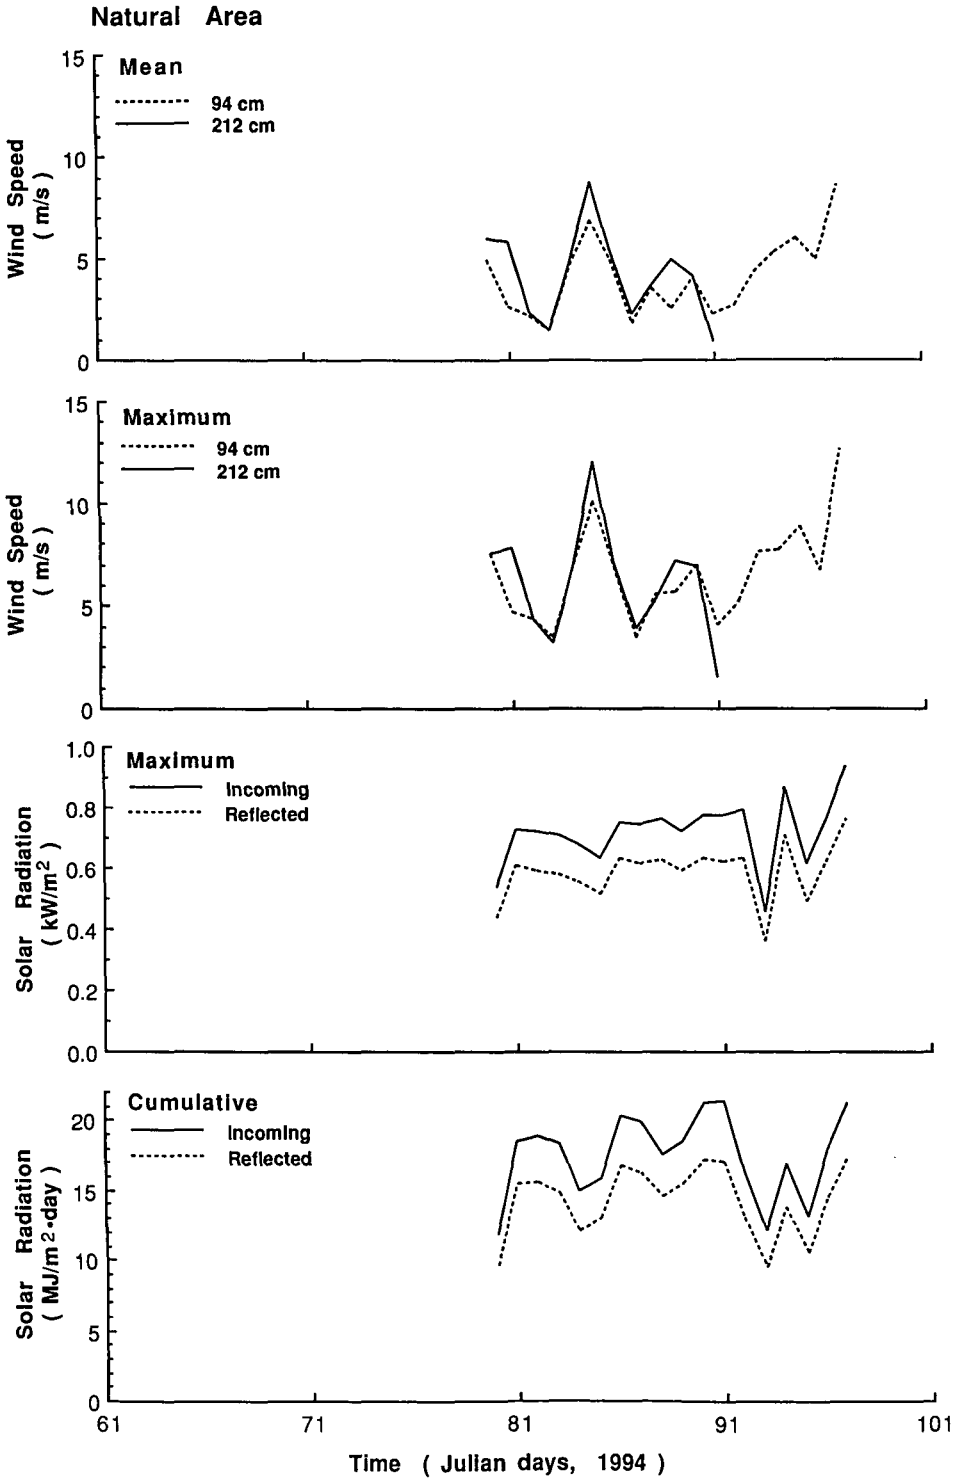 Natural Area
15
Mean
94 cm
212 cm
10
5
0
Wind Speed
( m/s )
15
Maximum
94 cm
212 cm
10
5
0
Wind Speed
( m/s )
1.0
Maximum
Incoming
Reflected
0.8
0.6
0.4
0.2
0.0
Solar Radiation
( kW/m² )
Cumulative
Incoming
Reflected
20
15
10
5
0
Solar Radiation
( MJ/m²•day )
61 71 81 91 101
Time ( Julian days, 1994 )